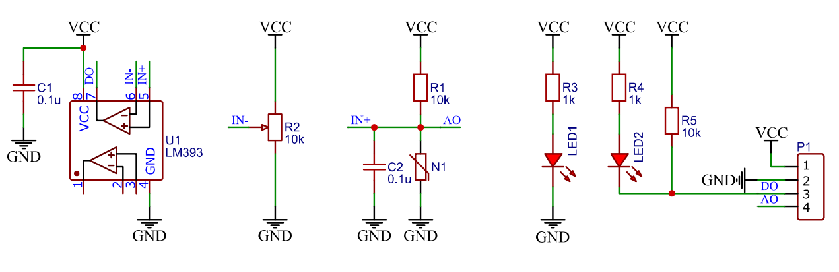 VCC
C1
0.1u
GND
8
7
6
5
VCC
DO
IN-
IN+
GND
U1
LM393
1
2
3
4
GND
VCC
IN-
R2
10k
GND
VCC
R1
10k
IN+
AO
C2
0.1u
N1
GND
GND
VCC
R3
1k
LED1
GND
VCC
R4
1k
LED2
VCC
R5
10k
VCC
GND
DO
AO
P1
1
2
3
4